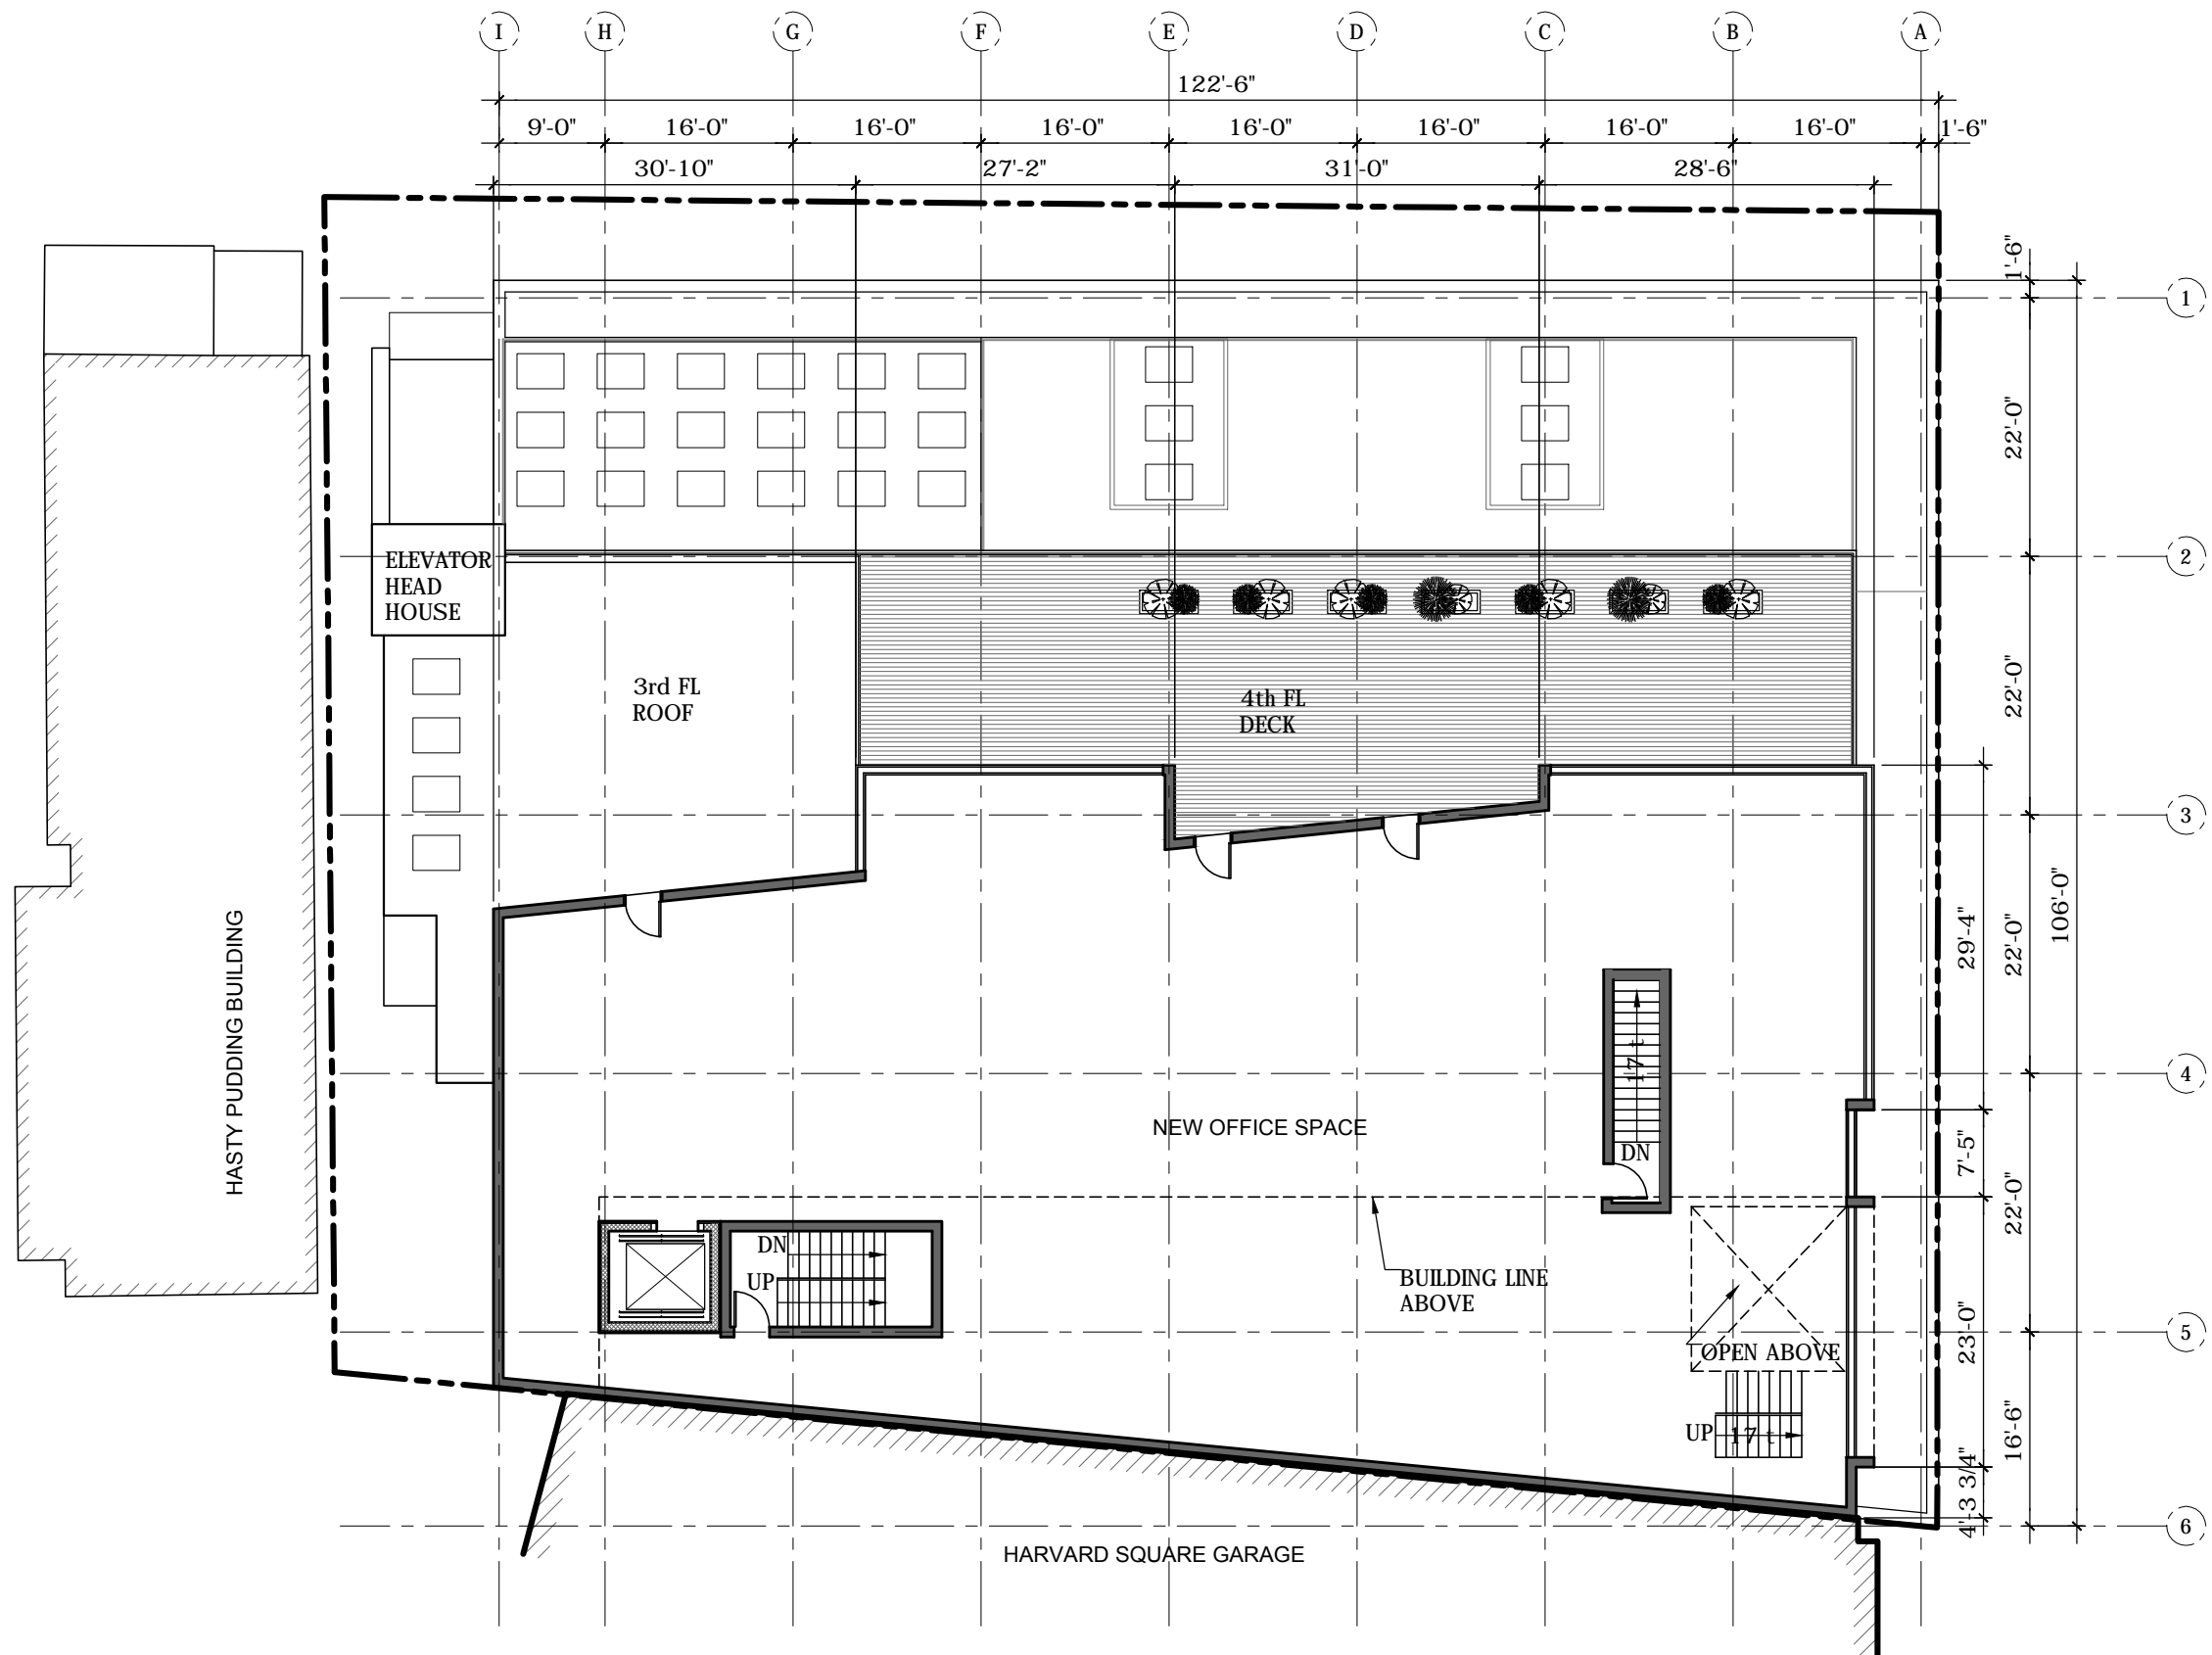 I H G F E D C B A
122'-6"
9'-0" 16'-0" 16'-0" 16'-0" 16'-0" 16'-0" 16'-0" 16'-0" 1'-6"
30'-10" 27'-2" 31'-0" 28'-6"
1'-6"
1
22'-0"
ELEVATOR
HEAD
HOUSE
2
3rd FL
ROOF
4th FL
DECK
22'-0"
3
HASTY PUDDING BUILDING
29'-4"
22'-0"
106'-0"
17 t
4
NEW OFFICE SPACE
DN
7'-5"
22'-0"
DN
UP
BUILDING LINE
ABOVE
OPEN ABOVE
23'-0"
5
UP 17 t
16'-6"
4'-3 3/4"
6
HARVARD SQUARE GARAGE